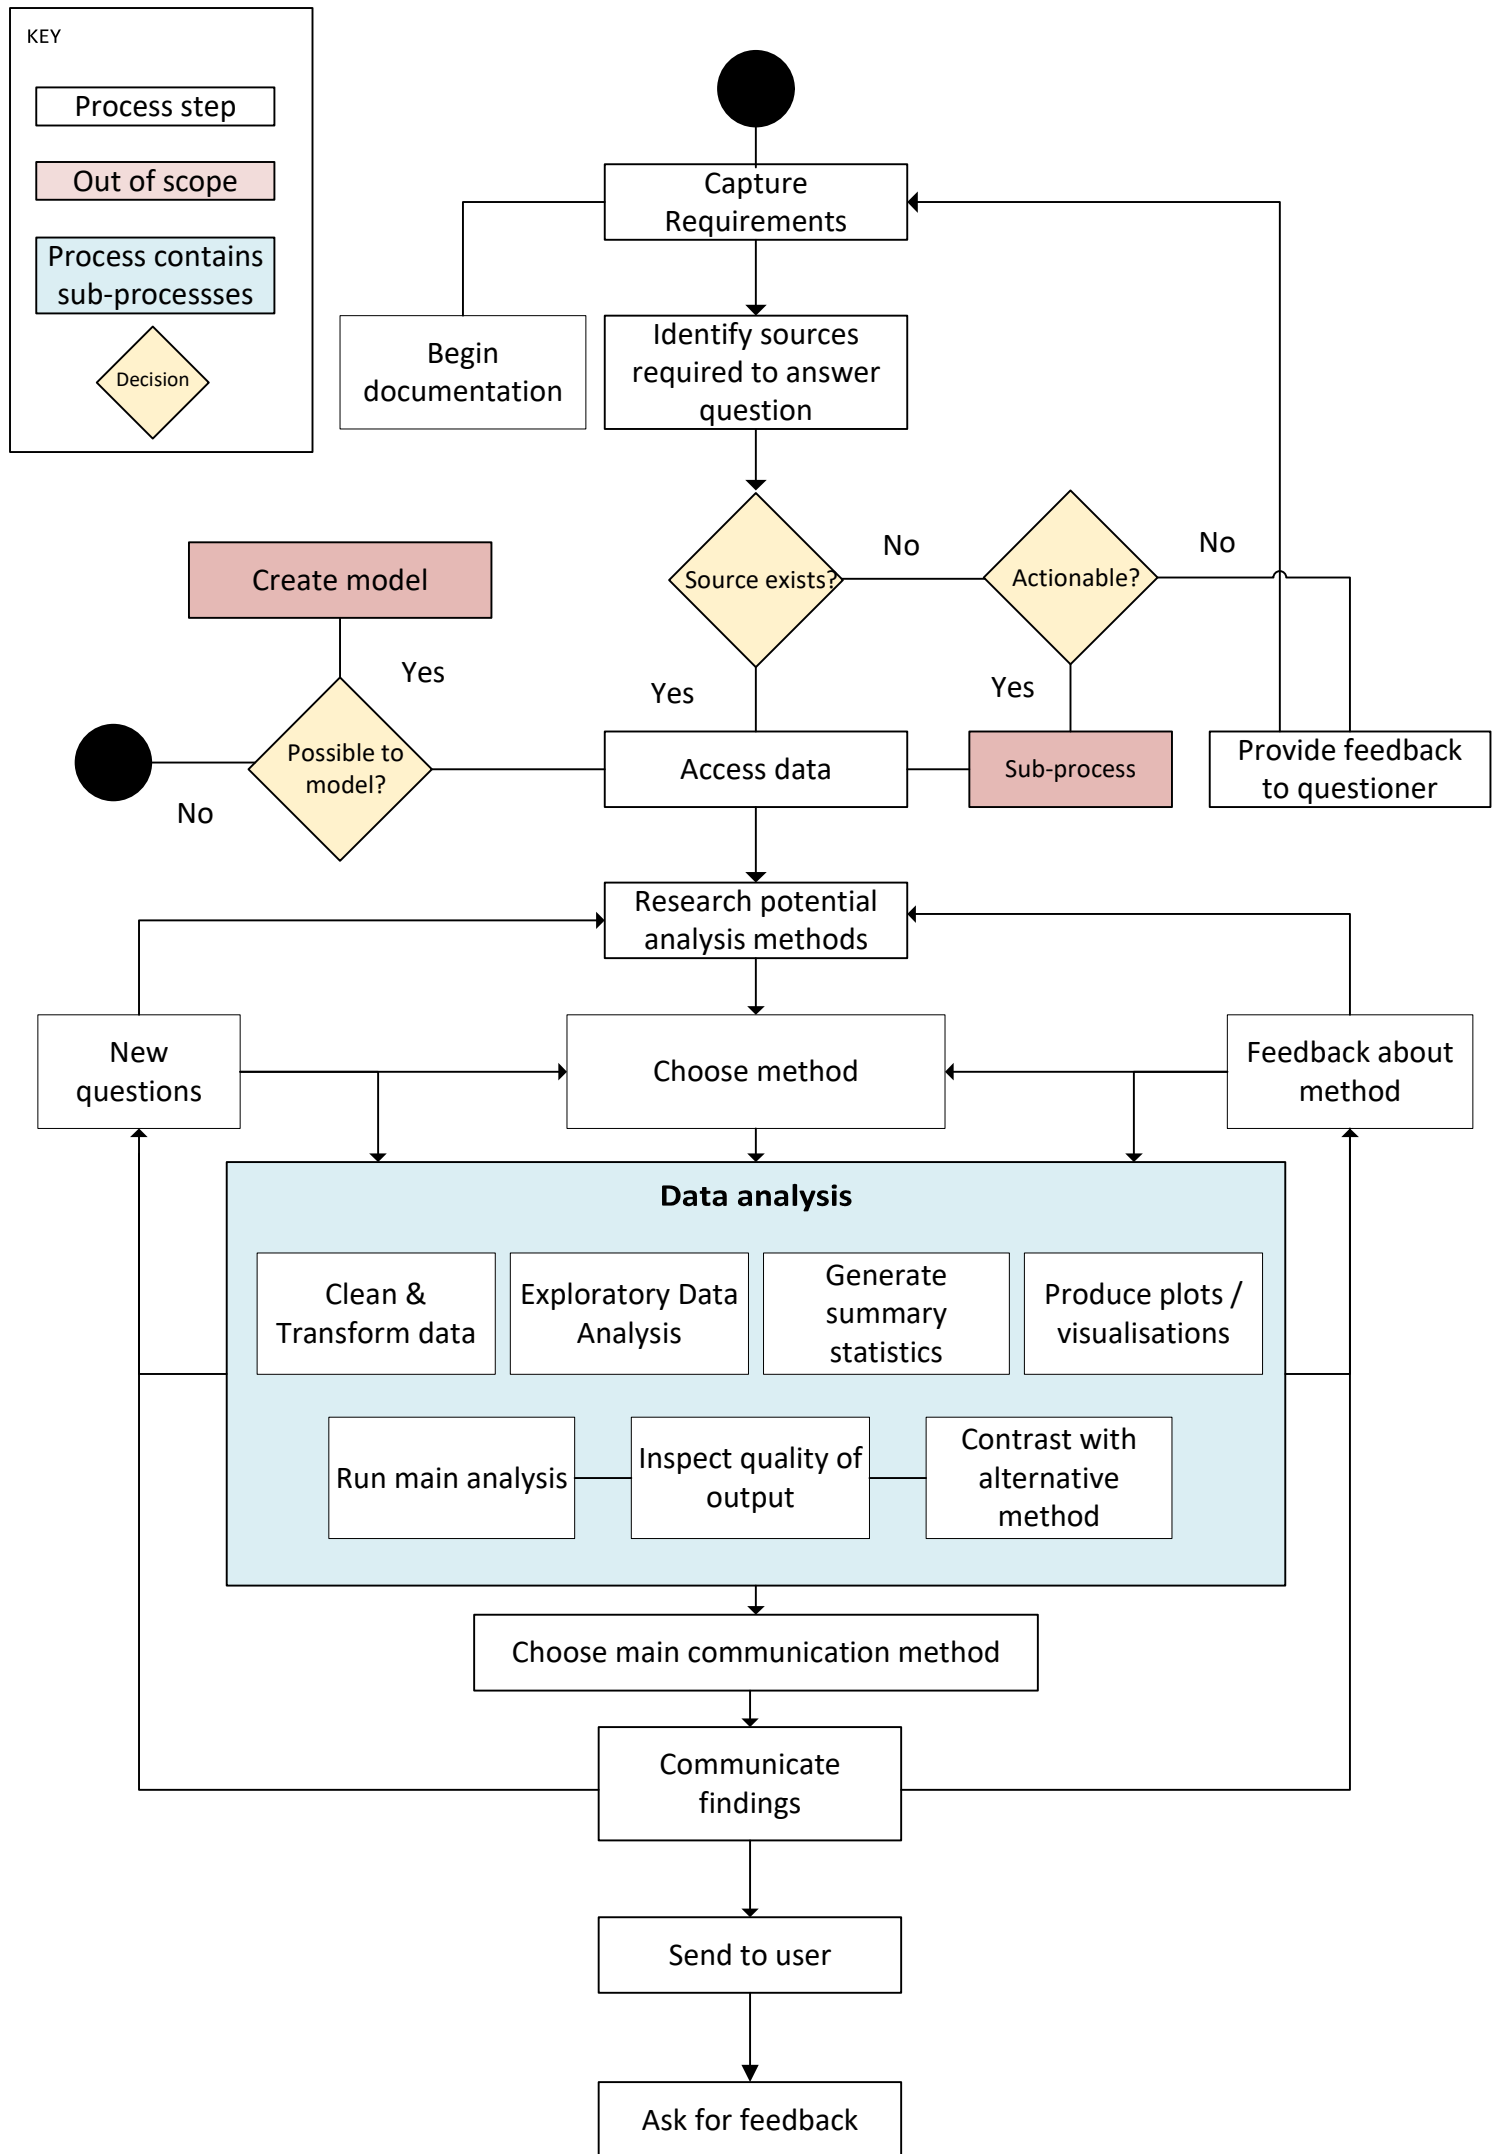 KEY
Process step
Out of scope
Process contains
sub-processses
Decision
Capture
Requirements
Begin
documentation
Identify sources
required to answer
question
Source exists?
No
Actionable?
No
Create model
Yes
Yes
Yes
Possible to
model?
No
Access data
Sub-process
Provide feedback
to questioner
Research potential
analysis methods
New
questions
Choose method
Feedback about
method
Data analysis
Clean &
Transform data
Exploratory Data
Analysis
Generate
summary
statistics
Produce plots /
visualisations
Run main analysis
Inspect quality of
output
Contrast with
alternative
method
Choose main communication method
Communicate
findings
Send to user
Ask for feedback